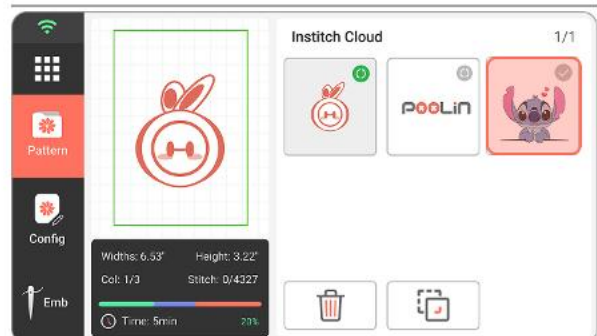 Institch Cloud
1/1
POOLIN
Pattern
Config
Emb
Widths: 6.53"
Height: 3.22"
Col: 1/3
Stitch: 0/4327
Time: 5min
20%